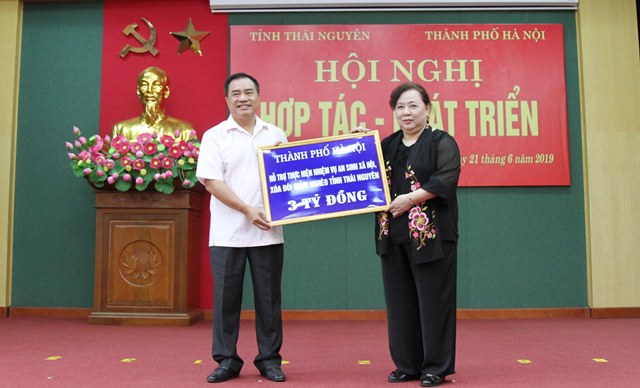 TỈNH THÁI NGUYÊN THÀNH PHỐ HÀ NỘI
HỘI NGHỊ
HỢP TÁC - PHÁT TRIỂN
21 tháng 6 năm 2019
THÀNH PHỐ HÀ NỘI
HỖ TRỢ THỰC HIỆN NHIỆM VỤ AN SINH XÃ HỘI,
XÓA ĐÓI GIẢM NGHÈO TỈNH THÁI NGUYÊN
3 TỶ ĐỒNG